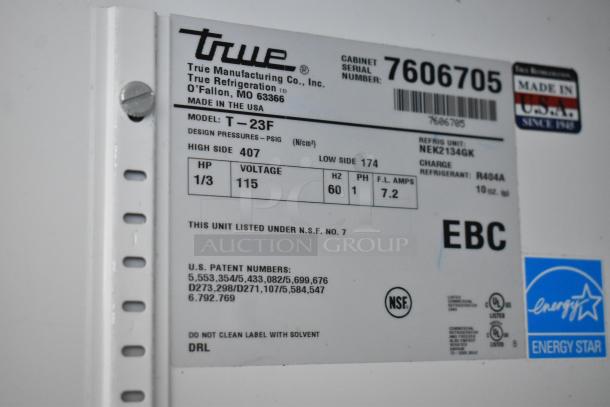 true®
True Manufacturing Co., Inc.
True Refrigeration
O'Fallon, MO 63366
MADE IN THE USA
CABINET SERIAL NUMBER: 7606705
7606705
MODEL: T-23F
DESIGN PRESSURES-PSIG (N/cm²)
HIGH SIDE 407 LOW SIDE 174
REFRIG UNIT: NEK2134GK
CHARGE
REFRIGERANT: R404A
10 oz.
HP VOLTAGE HZ PH F.L. AMPS
1/3 115 60 1 7.2
THIS UNIT LISTED UNDER N.S.F. NO. 7
EBC
AUCTION GROUP
U.S. PATENT NUMBERS:
5,553,354/5,433,082/5,699,676
D273,298/D271,107/5,584,547
6.792.769
NSF
LISTED
LISTED
DO NOT CLEAN LABEL WITH SOLVENT
DRL
TRUE REFRIGERATION
MADE IN
U.S.A.
SINCE 1945
energy
ENERGY STAR